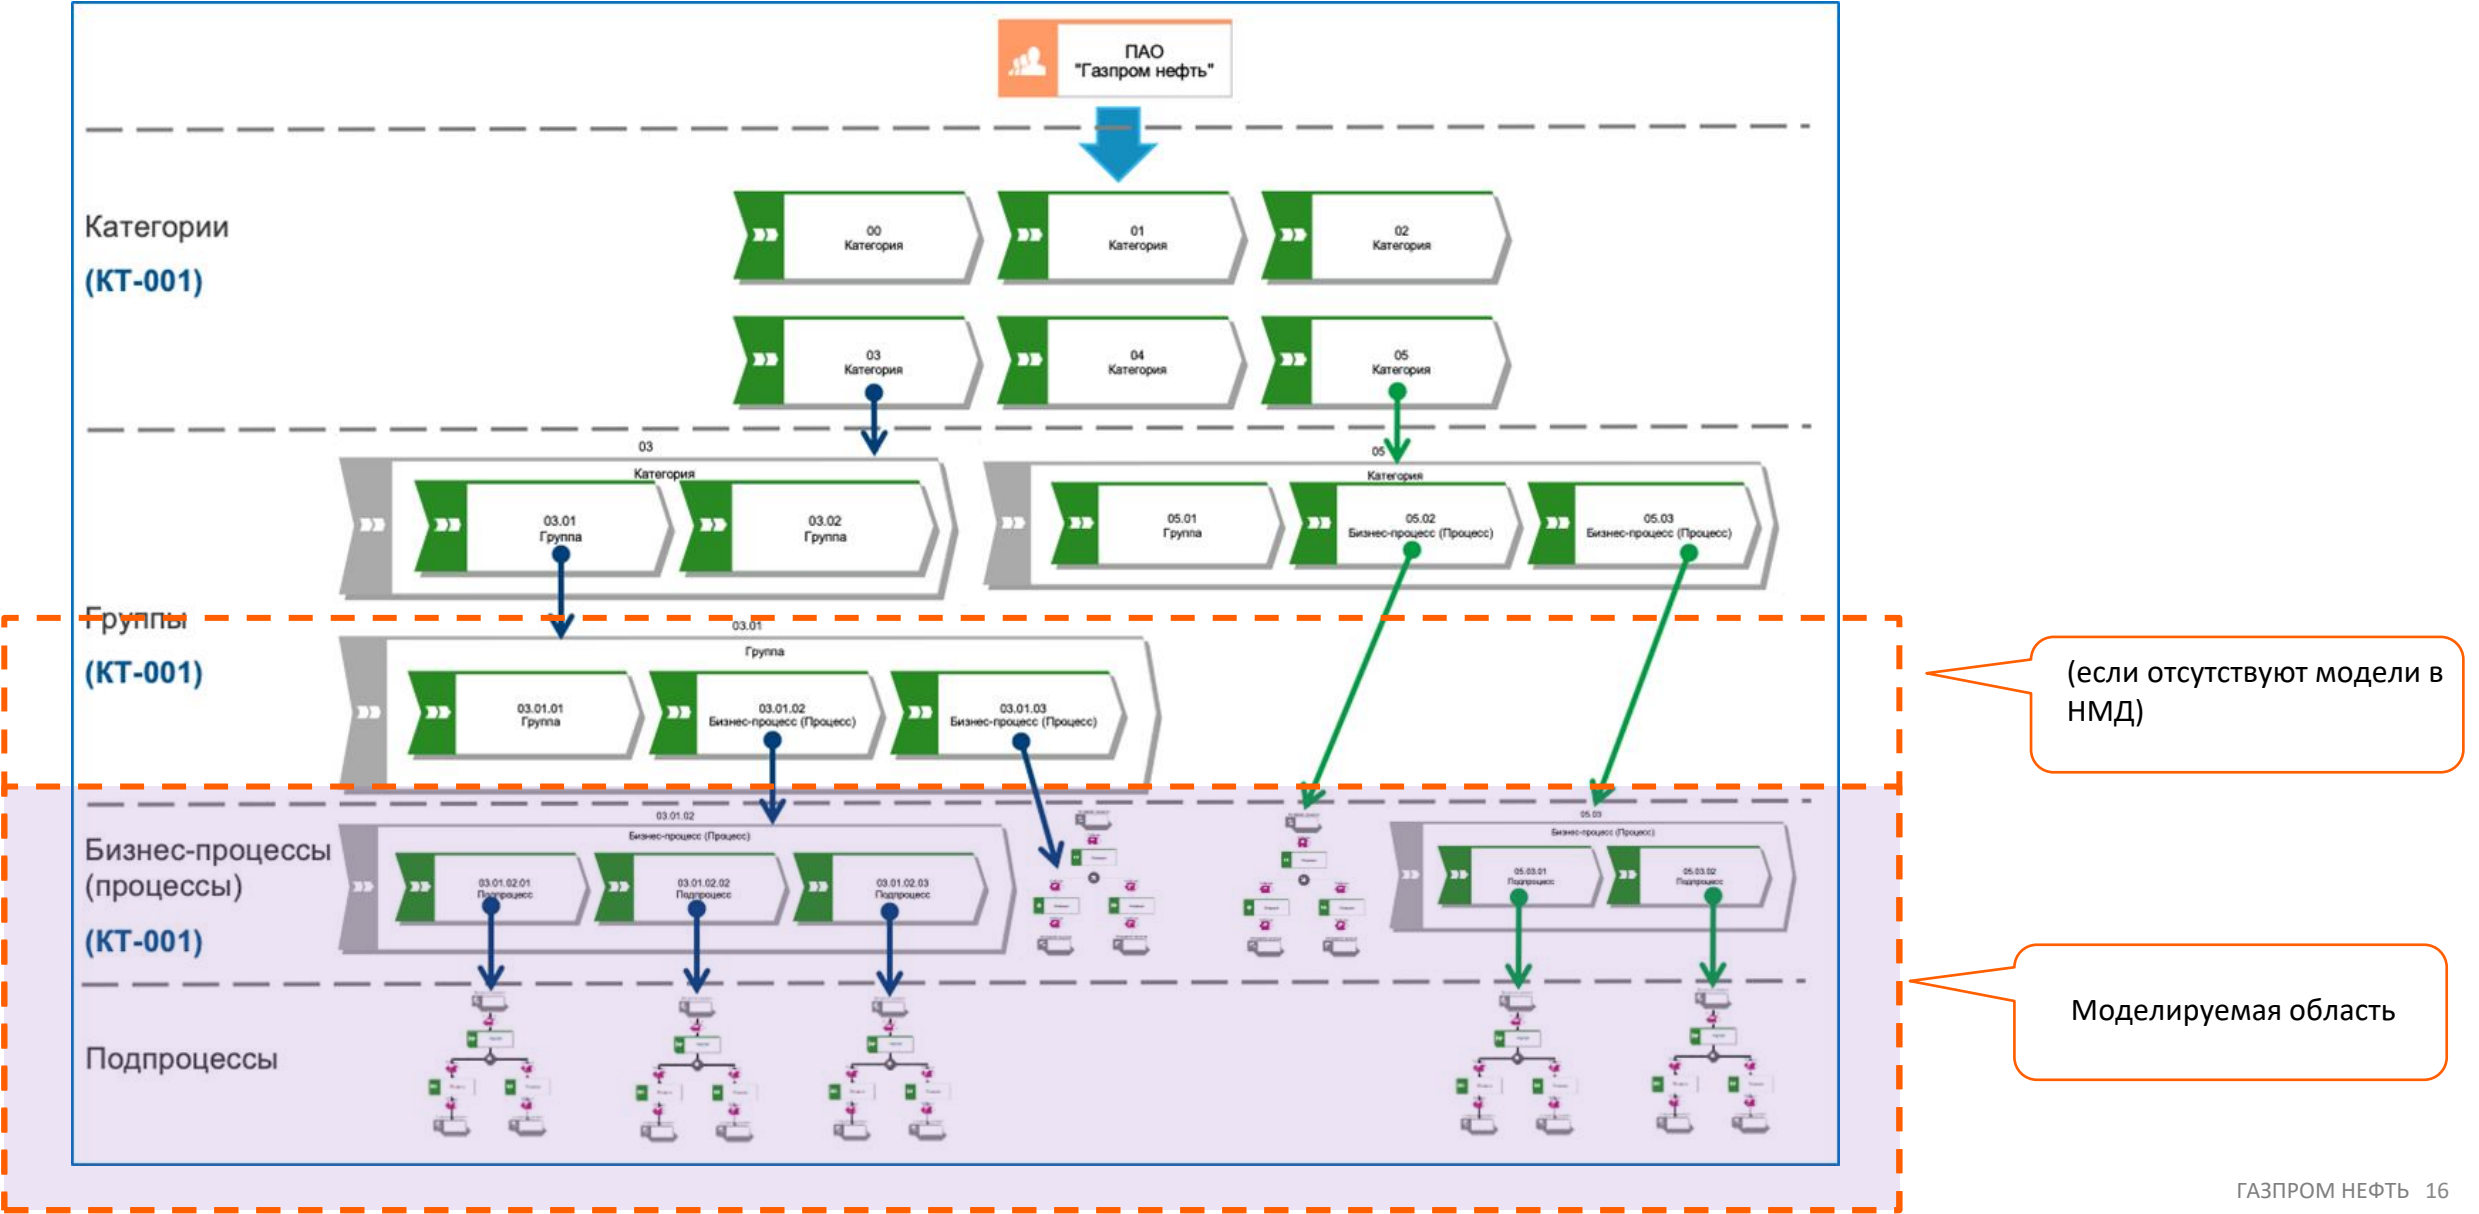 ПАО
"Газпром нефть"
Категории
(КТ-001)
00
Категория
01
Категория
02
Категория
03
Категория
04
Категория
05
Категория
03
Категория
03.01
Группа
03.02
Группа
05
Категория
05.01
Группа
05.02
Бизнес-процесс (Процесс)
05.03
Бизнес-процесс (Процесс)
Группы
(КТ-001)
03.01
Группа
03.01.01
Группа
03.01.02
Бизнес-процесс (Процесс)
03.01.03
Бизнес-процесс (Процесс)
(если отсутствуют модели в
НМД)
Бизнес-процессы
(процессы)
(КТ-001)
03.01.02
Бизнес-процесс (Процесс)
03.01.02.01
Подпроцесс
03.01.02.02
Подпроцесс
03.01.02.03
Подпроцесс
05.03
Бизнес-процесс (Процесс)
05.03.01
Подпроцесс
05.03.02
Подпроцесс
Моделируемая область
Подпроцессы
ГАЗПРОМ НЕФТЬ 16